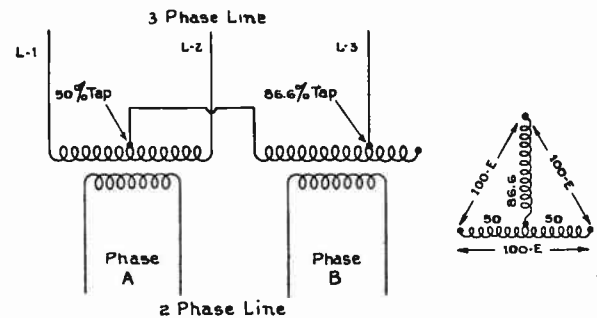 3 Phase Line
L-1
L-2
L-3
50% Tap
86.6% Tap
Phase
A
Phase
B
2 Phase Line
100-E
100-E
86.6
50
50
100-E